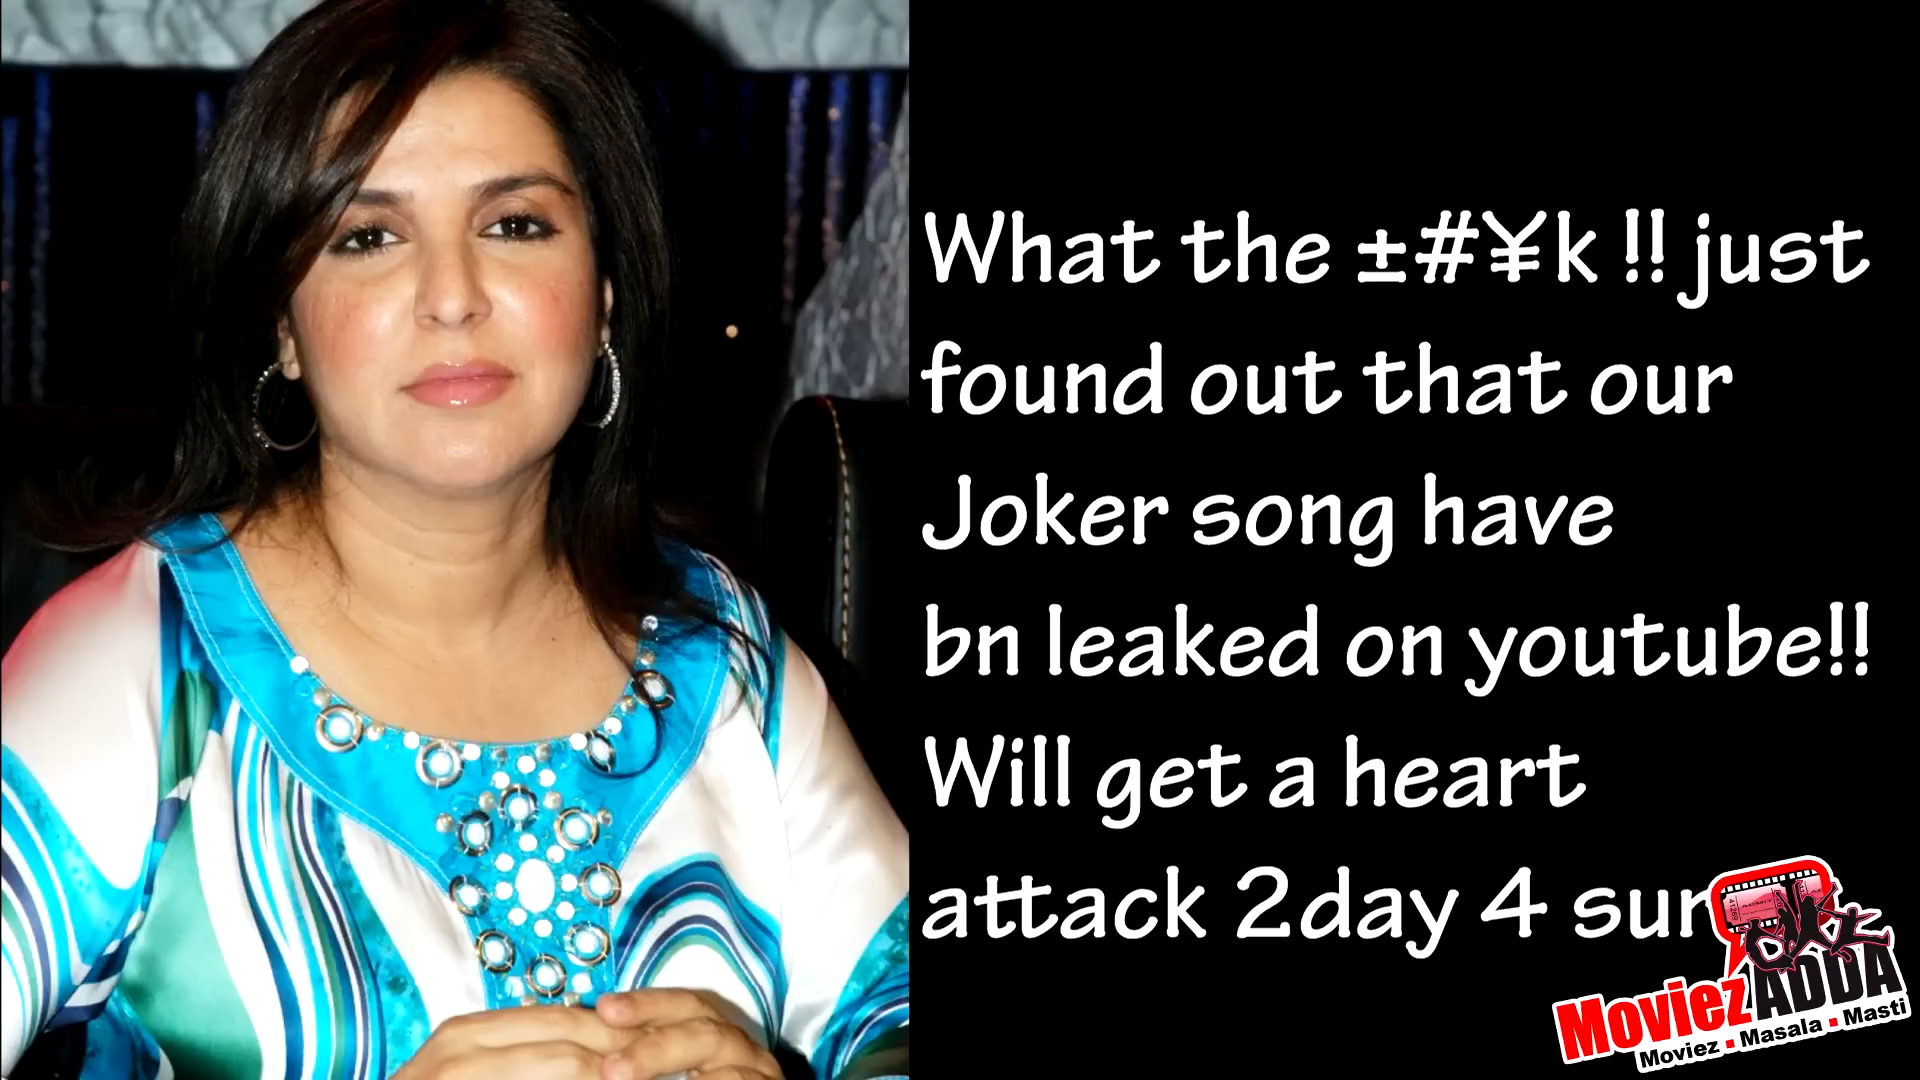 What the ±#¥k !! just
found out that our
Joker song have
bn leaked on youtube!!
Will get a heart
attack 2day 4 
Moviez ADDA
Moviez ▪ Masala ▪ Masti